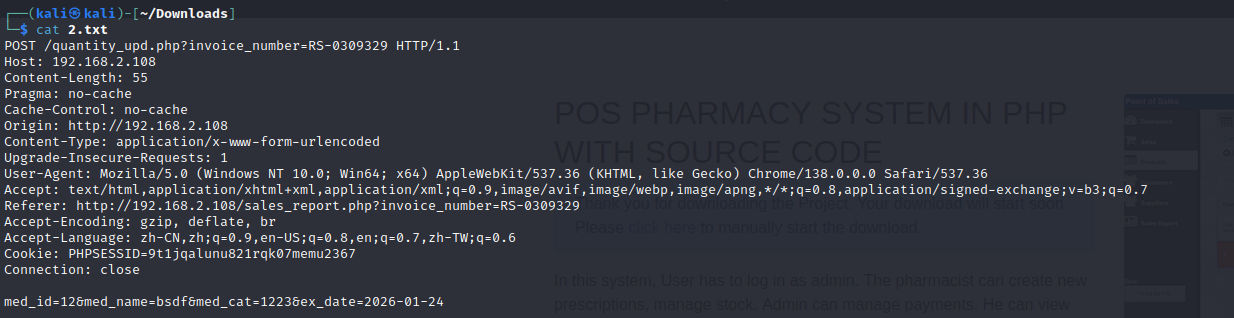 ┌──(kali㉿kali)-[~/Downloads]
└─$ cat 2.txt
POST /quantity_upd.php?invoice_number=RS-0309329 HTTP/1.1
Host: 192.168.2.108
Content-Length: 55
Pragma: no-cache
Cache-Control: no-cache
Origin: http://192.168.2.108
Content-Type: application/x-www-form-urlencoded
Upgrade-Insecure-Requests: 1
User-Agent: Mozilla/5.0 (Windows NT 10.0; Win64; x64) AppleWebKit/537.36 (KHTML, like Gecko) Chrome/138.0.0.0 Safari/537.36
Accept: text/html,application/xhtml+xml,application/xml;q=0.9,image/avif,image/webp,image/apng,*/*;q=0.8,application/signed-exchange;v=b3;q=0.7
Referer: http://192.168.2.108/sales_report.php?invoice_number=RS-0309329
Accept-Encoding: gzip, deflate, br
Accept-Language: zh-CN,zh;q=0.9,en-US;q=0.8,en;q=0.7,zh-TW;q=0.6
Cookie: PHPSESSID=9t1jqalunu821rqk07memu2367
Connection: close
med_id=12&med_name=bsdf&med_cat=1223&ex_date=2026-01-24
POS PHARMACY SYSTEM IN PHP
WITH SOURCE CODE
Thank you for downloading the Project. Your download will start soon
Please click here to manually start the download.
In this system, User has to log in as admin. The pharmacist can create new
prescriptions, manage stock. Admin can manage payments. He can view